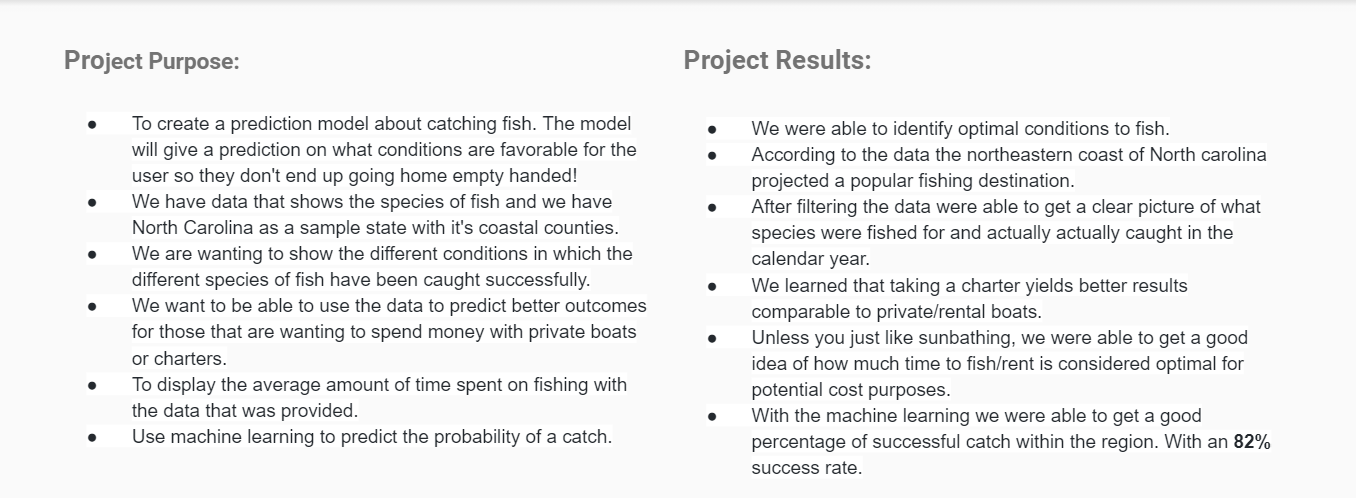 Project Purpose:
● To create a prediction model about catching fish. The model
will give a prediction on what conditions are favorable for the
user so they don't end up going home empty handed!
● We have data that shows the species of fish and we have
North Carolina as a sample state with it's coastal counties.
● We are wanting to show the different conditions in which the
different species of fish have been caught successfully.
● We want to be able to use the data to predict better outcomes
for those that are wanting to spend money with private boats
or charters.
● To display the average amount of time spent on fishing with
the data that was provided.
● Use machine learning to predict the probability of a catch.
Project Results:
● We were able to identify optimal conditions to fish.
● According to the data the northeastern coast of North carolina
projected a popular fishing destination.
● After filtering the data were able to get a clear picture of what
species were fished for and actually actually caught in the
calendar year.
● We learned that taking a charter yields better results
comparable to private/rental boats.
● Unless you just like sunbathing, we were able to get a good
idea of how much time to fish/rent is considered optimal for
potential cost purposes.
● With the machine learning we were able to get a good
percentage of successful catch within the region. With an 82%
success rate.